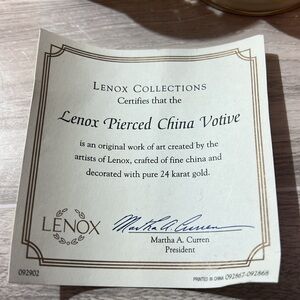 LENOX COLLECTIONS
Certifies that the
Lenox Pierced China Votive
is an original work of art created by the
artists of Lenox, crafted of fine china and
decorated with pure 24 karat gold.
LENOX
Martha A. Curren
Martha A. Curren
President
092902
PRINTED IN CHINA 092867-092868